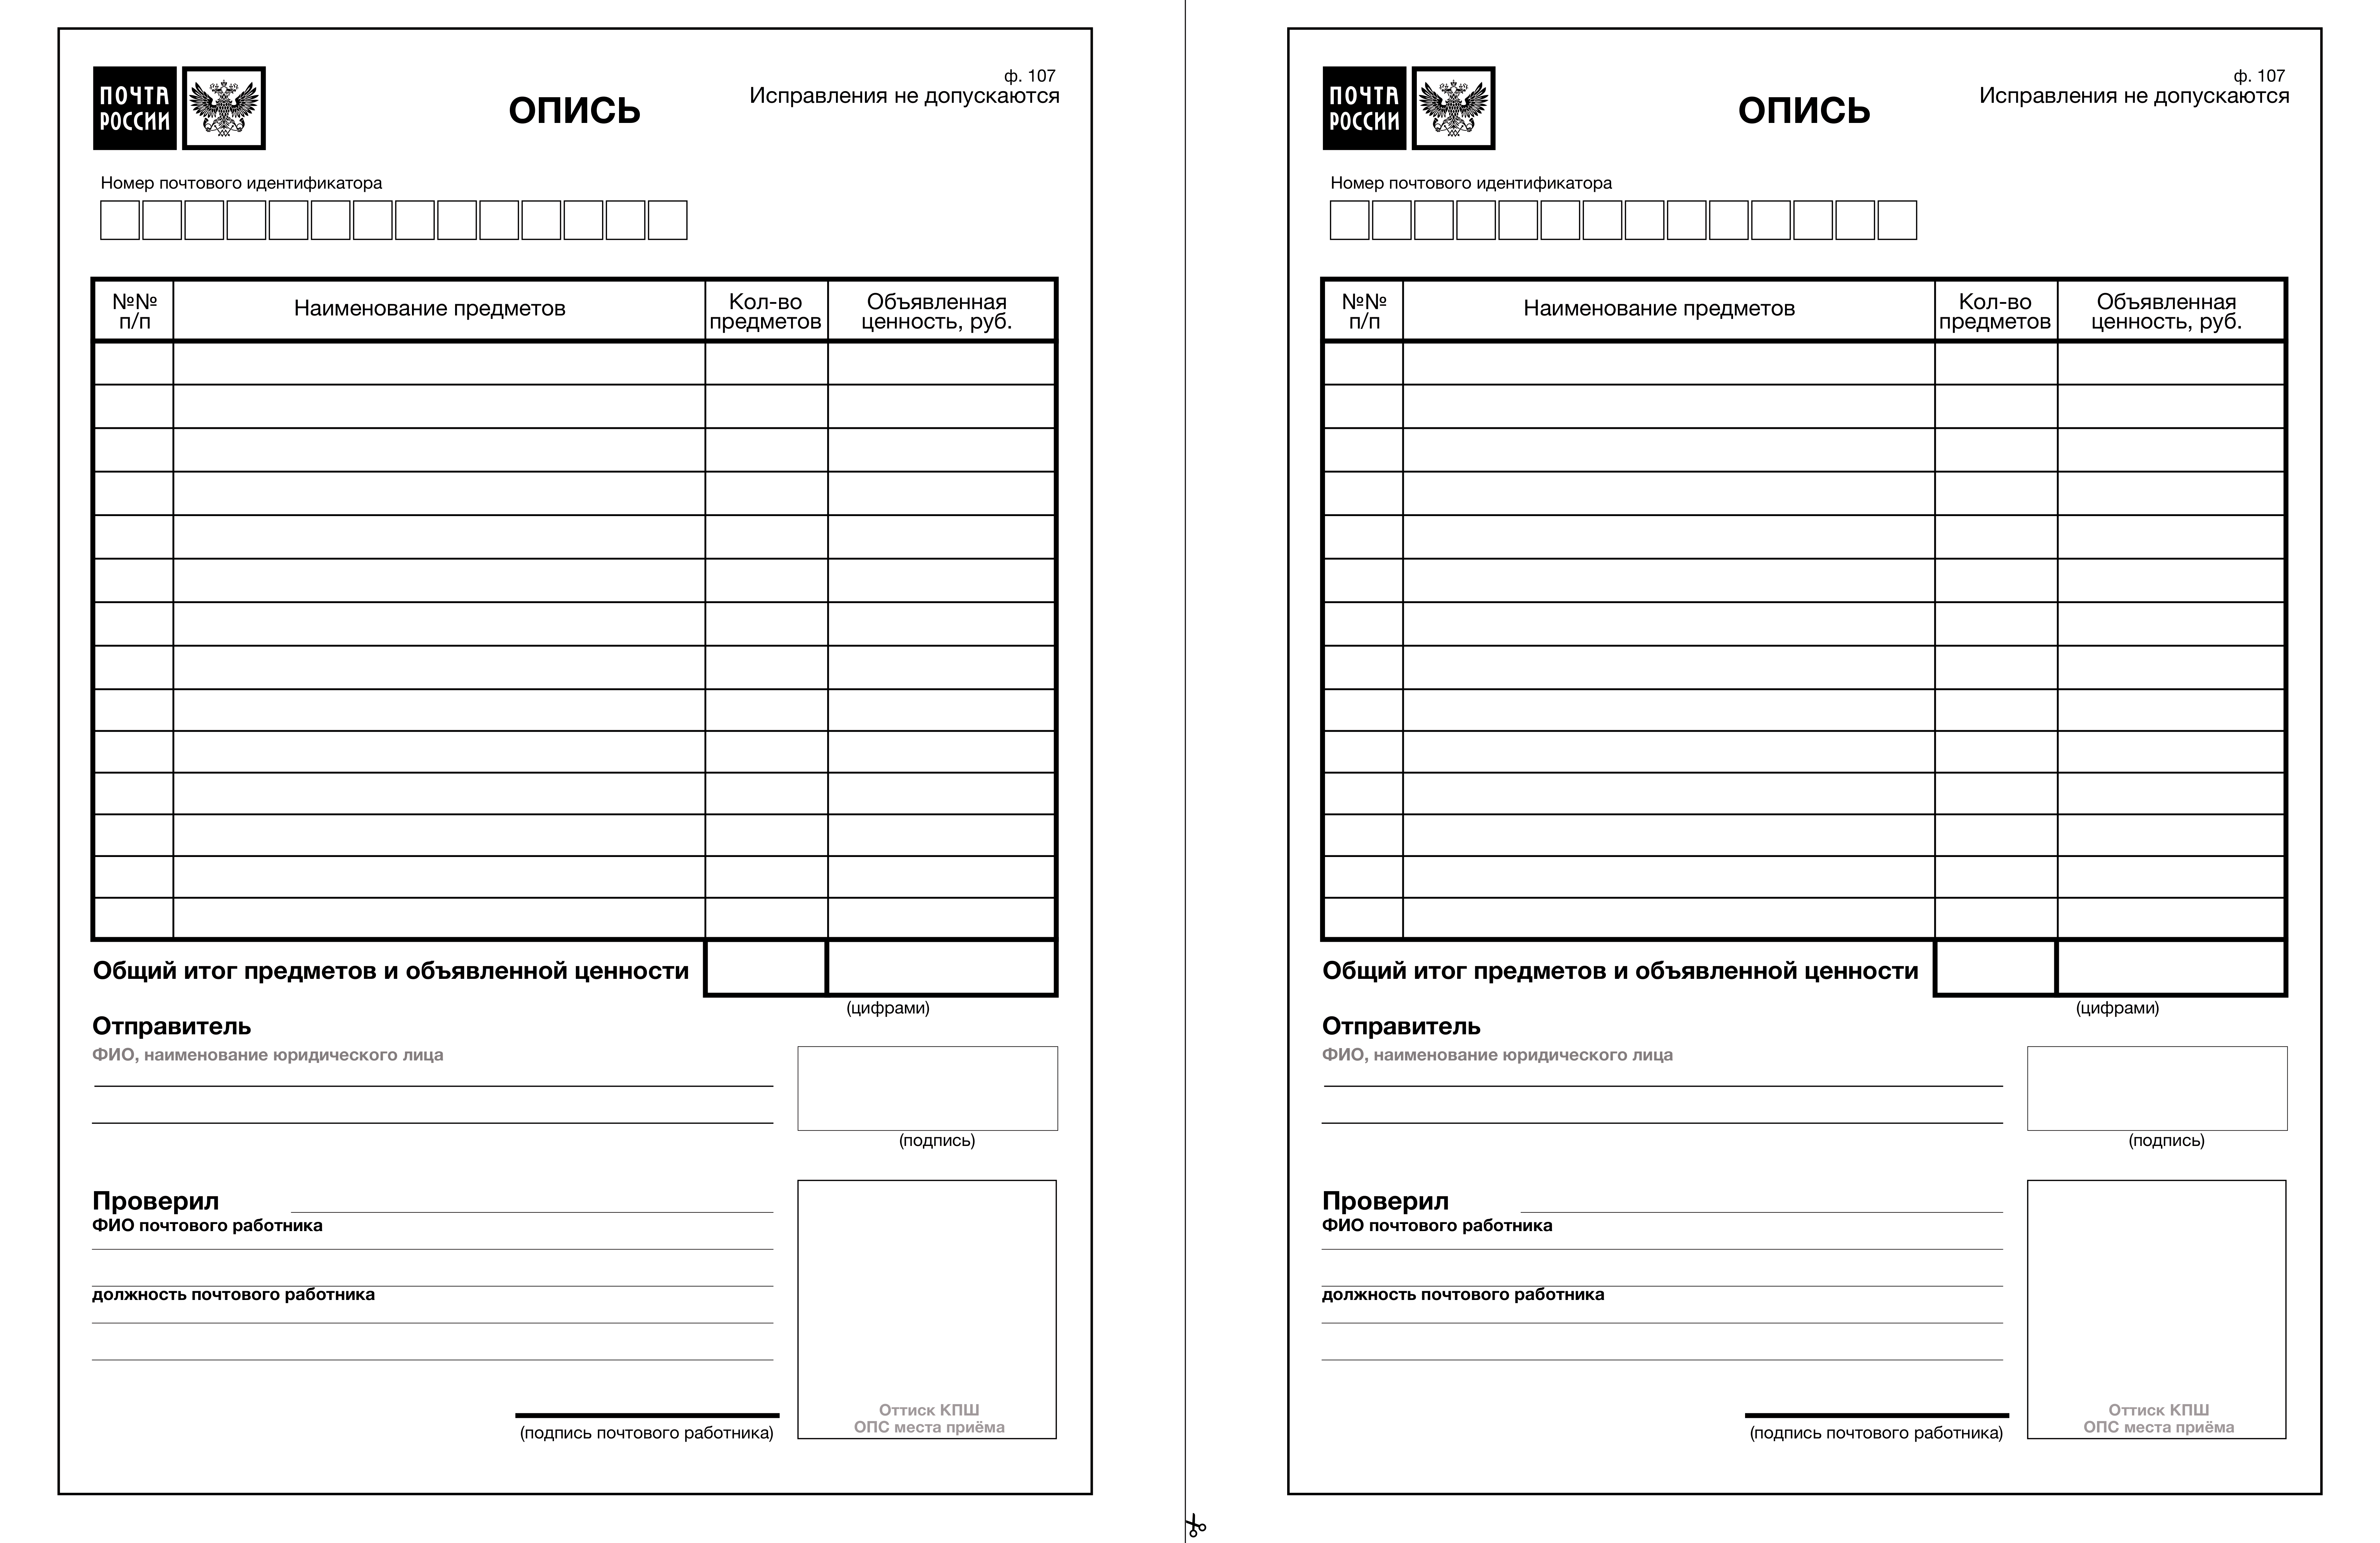 ПОЧТА
РОССИИ
ОПИСЬ
ф. 107
Исправления не допускаются
Номер почтового идентификатора
№№
п/п
Наименование предметов
Кол-во
предметов
Объявленная
ценность, руб.
Общий итог предметов и объявленной ценности
(цифрами)
Отправитель
ФИО, наименование юридического лица
(подпись)
Проверил
ФИО почтового работника
должность почтового работника
(подпись почтового работника)
Оттиск КПШ
ОПС места приёма
ПОЧТА
РОССИИ
ОПИСЬ
ф. 107
Исправления не допускаются
Номер почтового идентификатора
№№
п/п
Наименование предметов
Кол-во
предметов
Объявленная
ценность, руб.
Общий итог предметов и объявленной ценности
(цифрами)
Отправитель
ФИО, наименование юридического лица
(подпись)
Проверил
ФИО почтового работника
должность почтового работника
(подпись почтового работника)
Оттиск КПШ
ОПС места приёма